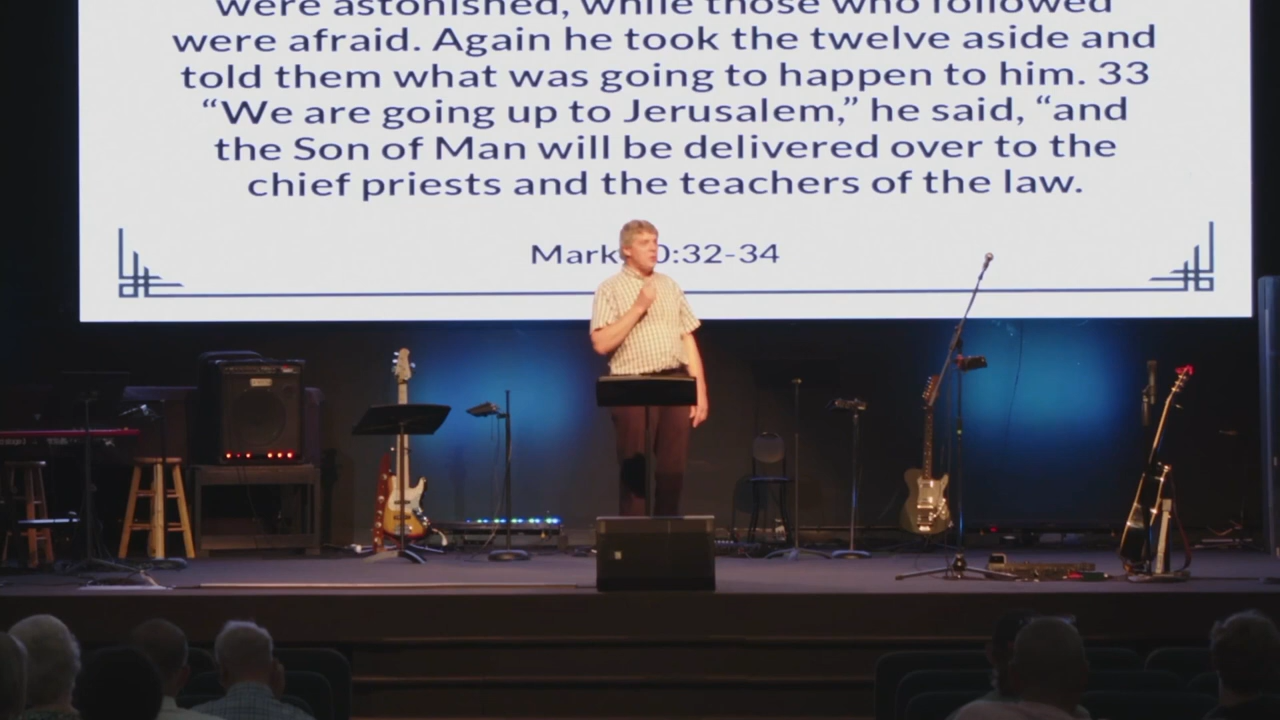 were astonished, while those who followed
were afraid. Again he took the twelve aside and
told them what was going to happen to him. 33
“We are going up to Jerusalem,” he said, “and
the Son of Man will be delivered over to the
chief priests and the teachers of the law.
Mark 0:32-34